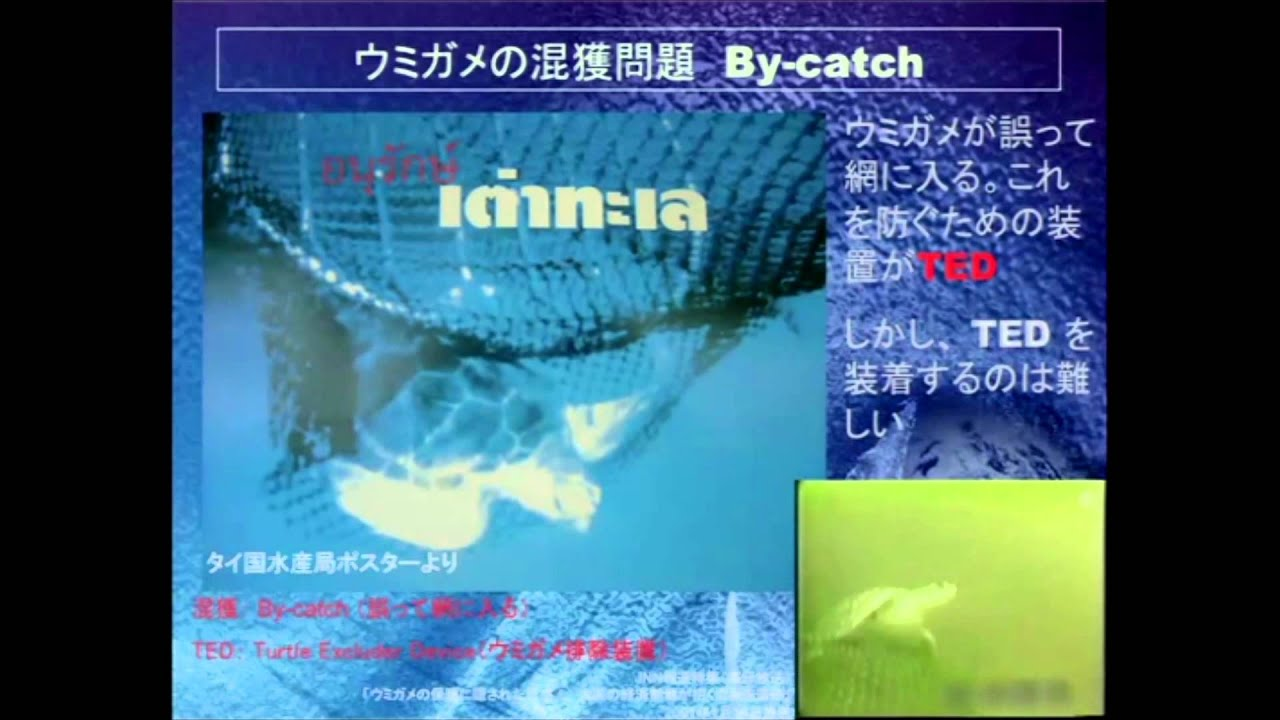 ウミガメの混獲問題 By-catch
อนุรักษ์
เต่าทะเล
ウミガメが誤って
網に入る。これ
を防ぐための装
置がTED
しかし、TED を
装着するのは難
しい
タイ国水産局ポスターより
混獲: By-catch (誤って網に入る)
TED: Turtle Excluder Device(ウミガメ排除装置)
「ウミガメの保護に隠された